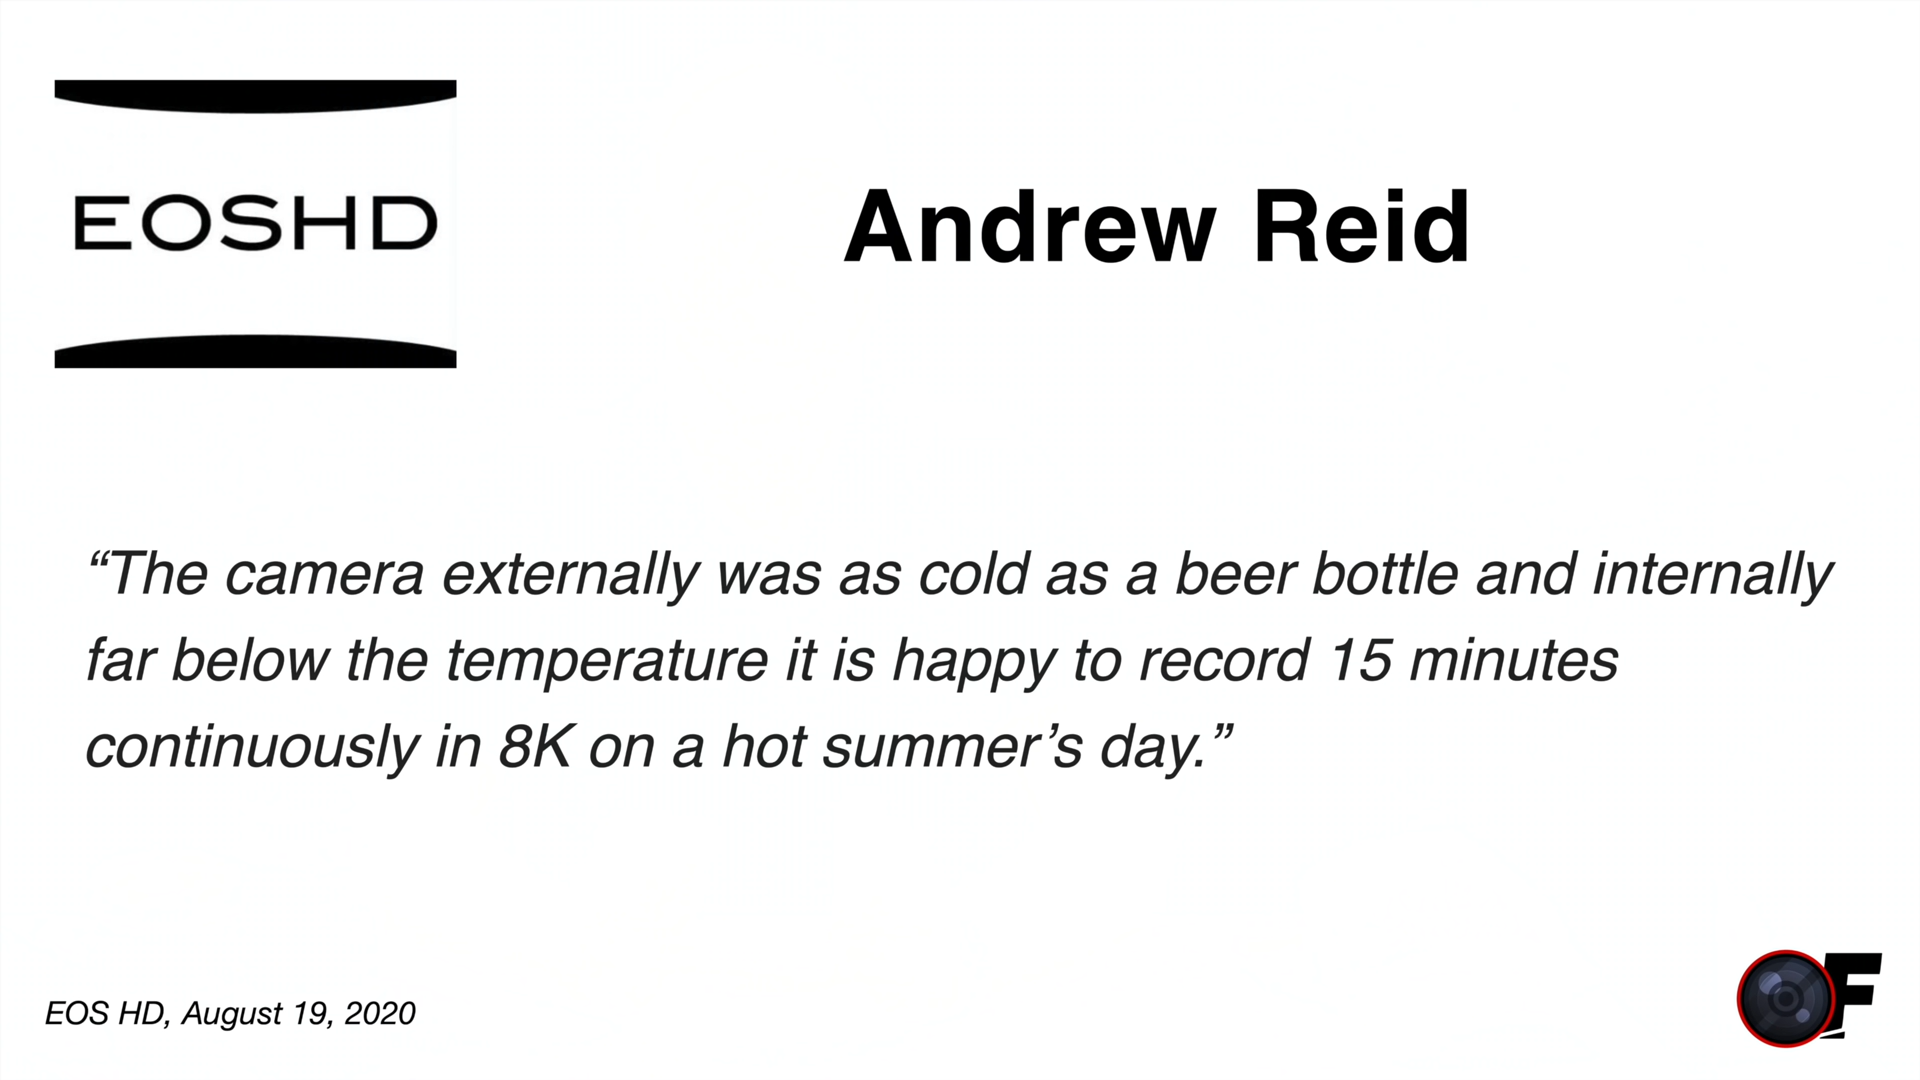 EOSHD
Andrew Reid
“The camera externally was as cold as a beer bottle and internally
far below the temperature it is happy to record 15 minutes
continuously in 8K on a hot summer’s day.”
EOS HD, August 19, 2020
F